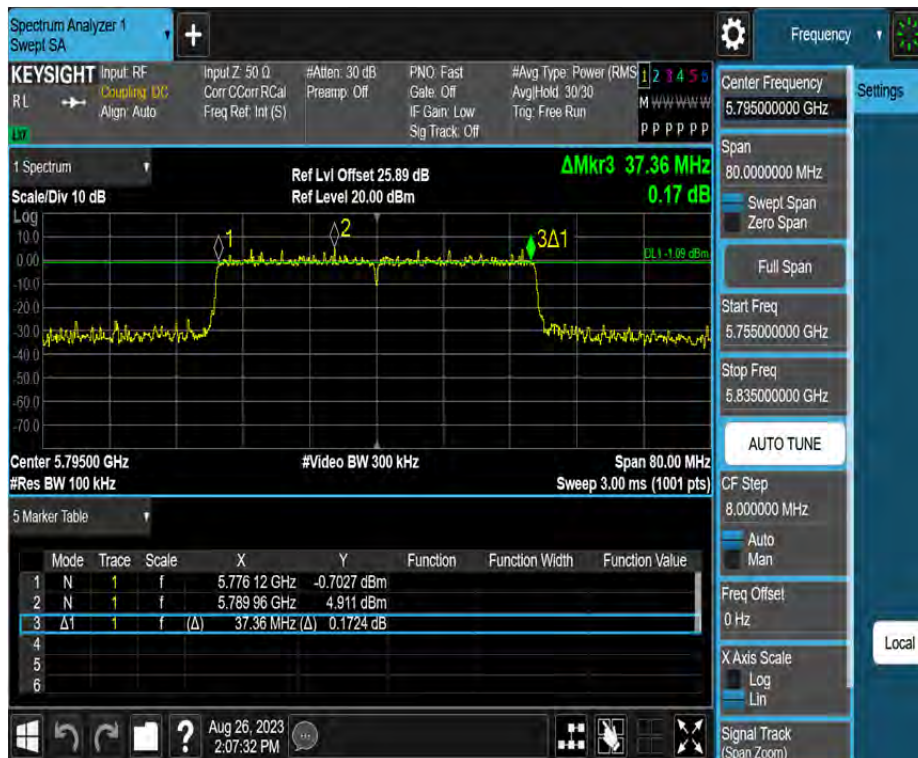 Spectrum Analyzer 1
Swept SA
Frequency
KEYSIGHT
RL
LXI
Input: RF
Coupling: DC
Align: Auto
Input Z: 50 Ω
Corr CCorr RCal
Freq Ref: Int (S)
#Atten: 30 dB
Preamp: Off
PNO: Fast
Gate: Off
IF Gain: Low
Sig Track: Off
#Avg Type: Power (RMS
Avg|Hold: 30/30
Trig: Free Run
1 2 3 4 5 6
M W W W W W
P P P P P P
1 Spectrum
Scale/Div 10 dB
Ref Lvl Offset 25.89 dB
Ref Level 20.00 dBm
ΔMkr3 37.36 MHz
0.17 dB
Log
10.0
0.00
-10.0
-20.0
-30.0
-40.0
-50.0
-60.0
-70.0
1
2
3Δ1
DL1 -1.09 dBm
Center 5.79500 GHz
#Video BW 300 kHz
Span 80.00 MHz
#Res BW 100 kHz
Sweep 3.00 ms (1001 pts)
5 Marker Table
Mode Trace Scale X Y Function Function Width Function Value
1 N 1 f 5.776 12 GHz -0.7027 dBm
2 N 1 f 5.789 96 GHz 4.911 dBm
3 Δ1 1 f (Δ) 37.36 MHz (Δ) 0.1724 dB
4
5
6
?
Aug 26, 2023
2:07:32 PM
Center Frequency
5.795000000 GHz
Span
80.0000000 MHz
Swept Span
Zero Span
Full Span
Start Freq
5.755000000 GHz
Stop Freq
5.835000000 GHz
AUTO TUNE
CF Step
8.000000 MHz
Auto
Man
Freq Offset
0 Hz
X Axis Scale
Log
Lin
Signal Track
(Span Zoom)
Settings
Local